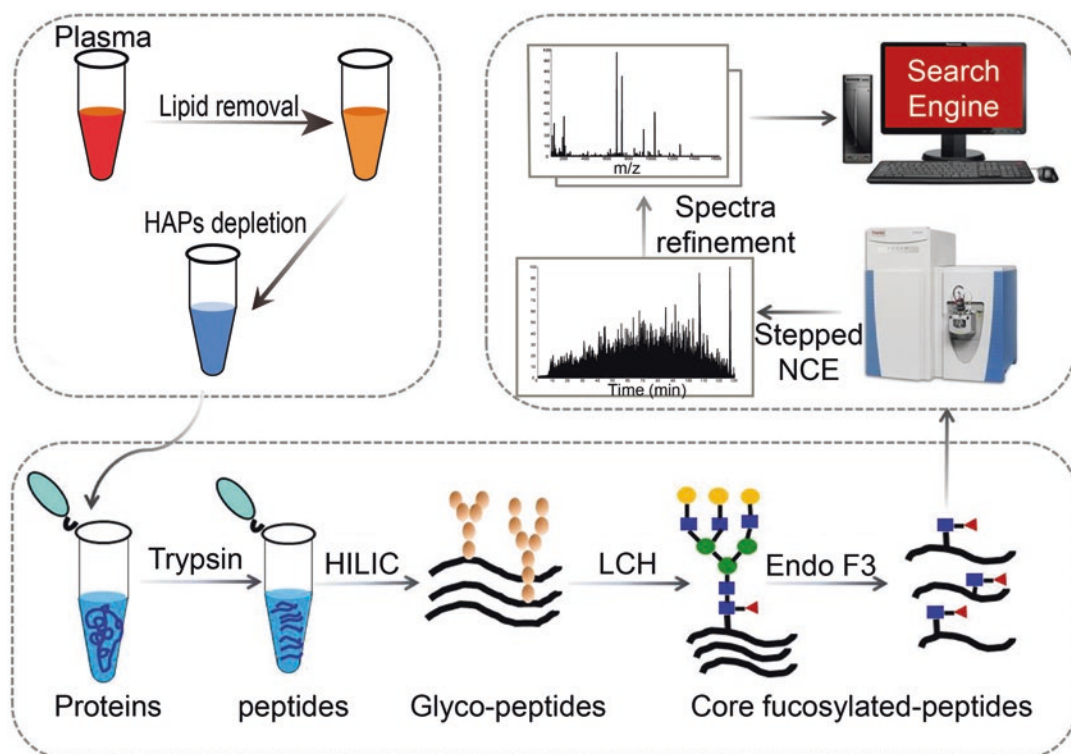 Plasma
Lipid removal
HAPs depletion
m/z
Search
Engine
Spectra
refinement
Time (min)
Stepped
NCE
Trypsin
HILIC
LCH
Endo F3
Proteins
peptides
Glyco-peptides
Core fucosylated-peptides